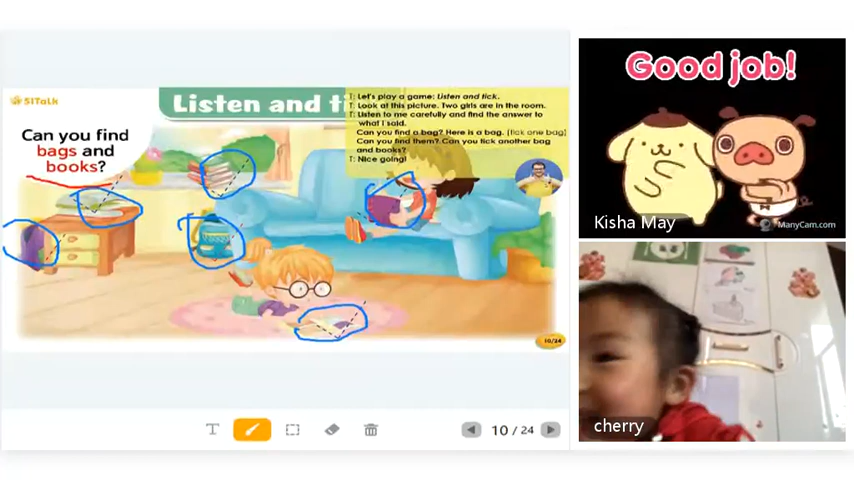 51Talk
Listen and ti
Can you find
bags and
books?
T: Let's play a game: Listen and tick.
T: Look at this picture. Two girls are in the room.
T: Listen to me carefully and find the answer to
what I said.
Can you find a bag? Here is a bag. [tick one bag]
Can you find them? Can you tick another bag
and books?
T: Nice going!
10/24
T
10 / 24
Good job!
Kisha May
ManyCam.com
cherry